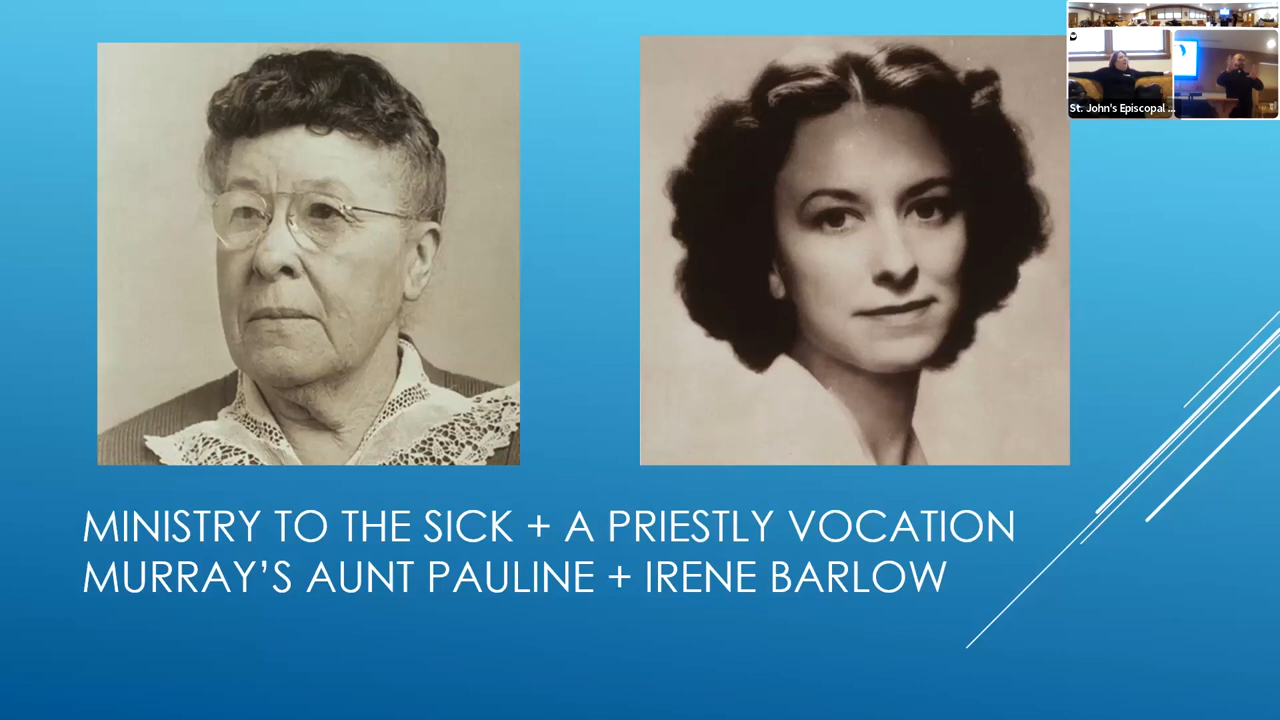 St. John's Episcopal ...
MINISTRY TO THE SICK + A PRIESTLY VOCATION
MURRAY'S AUNT PAULINE + IRENE BARLOW